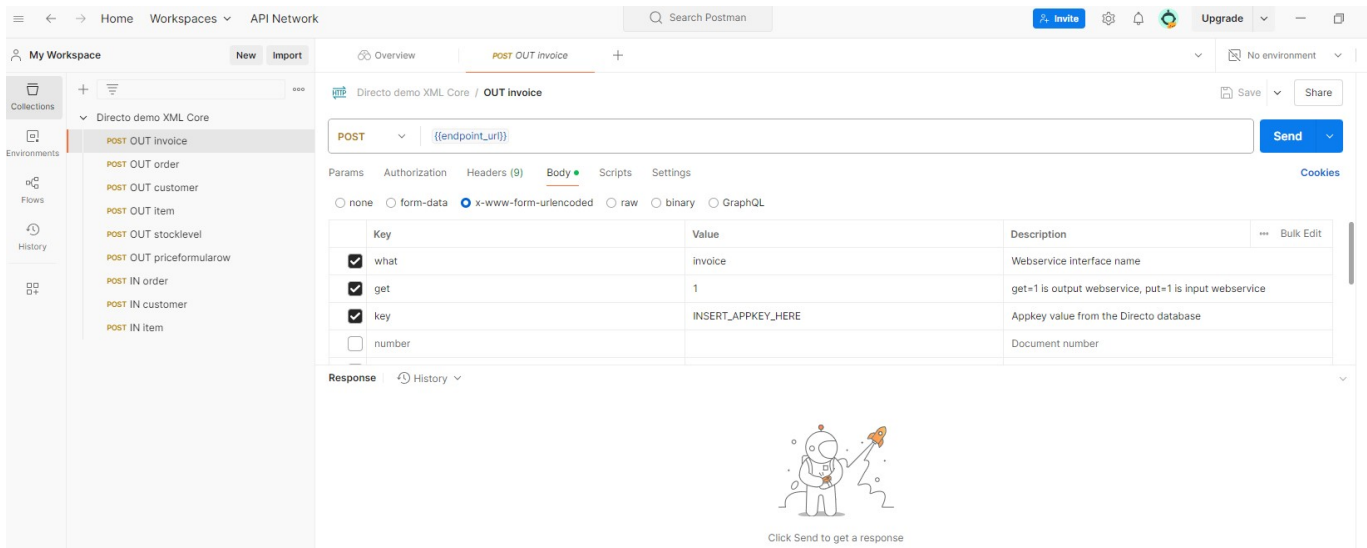 Home Workspaces API Network Search Postman Invite Upgrade
My Workspace New Import Overview POST OUT invoice No environment
Collections
Environments
Flows
History
Directo demo XML Core
POST OUT invoice
POST OUT order
POST OUT customer
POST OUT item
POST OUT stocklevel
POST OUT priceformularow
POST IN order
POST IN customer
POST IN item
HTTP Directo demo XML Core / OUT invoice Save Share
POST {{endpoint_url}} Send
Params Authorization Headers (9) Body Scripts Settings Cookies
none form-data x-www-form-urlencoded raw binary GraphQL
Key Value Description Bulk Edit
what invoice Webservice interface name
get 1 get=1 is output webservice, put=1 is input webservice
key INSERT_APPKEY_HERE Appkey value from the Directo database
number Document number
Response History
Click Send to get a response